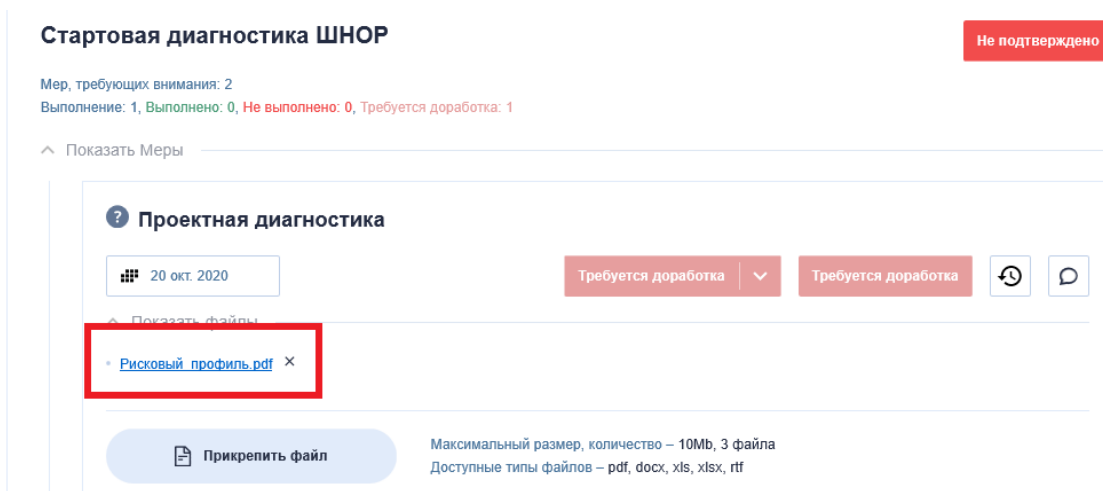 Стартовая диагностика ШНОР
Не подтверждено
Мер, требующих внимания: 2
Выполнение: 1, Выполнено: 0, Не выполнено: 0, Требуется доработка: 1
Показать Меры
? Проектная диагностика
20 окт. 2020
Требуется доработка
Требуется доработка
Показать файлы
Рисковый_профиль.pdf ×
Прикрепить файл
Максимальный размер, количество – 10Mb, 3 файла
Доступные типы файлов – pdf, docx, xls, xlsx, rtf